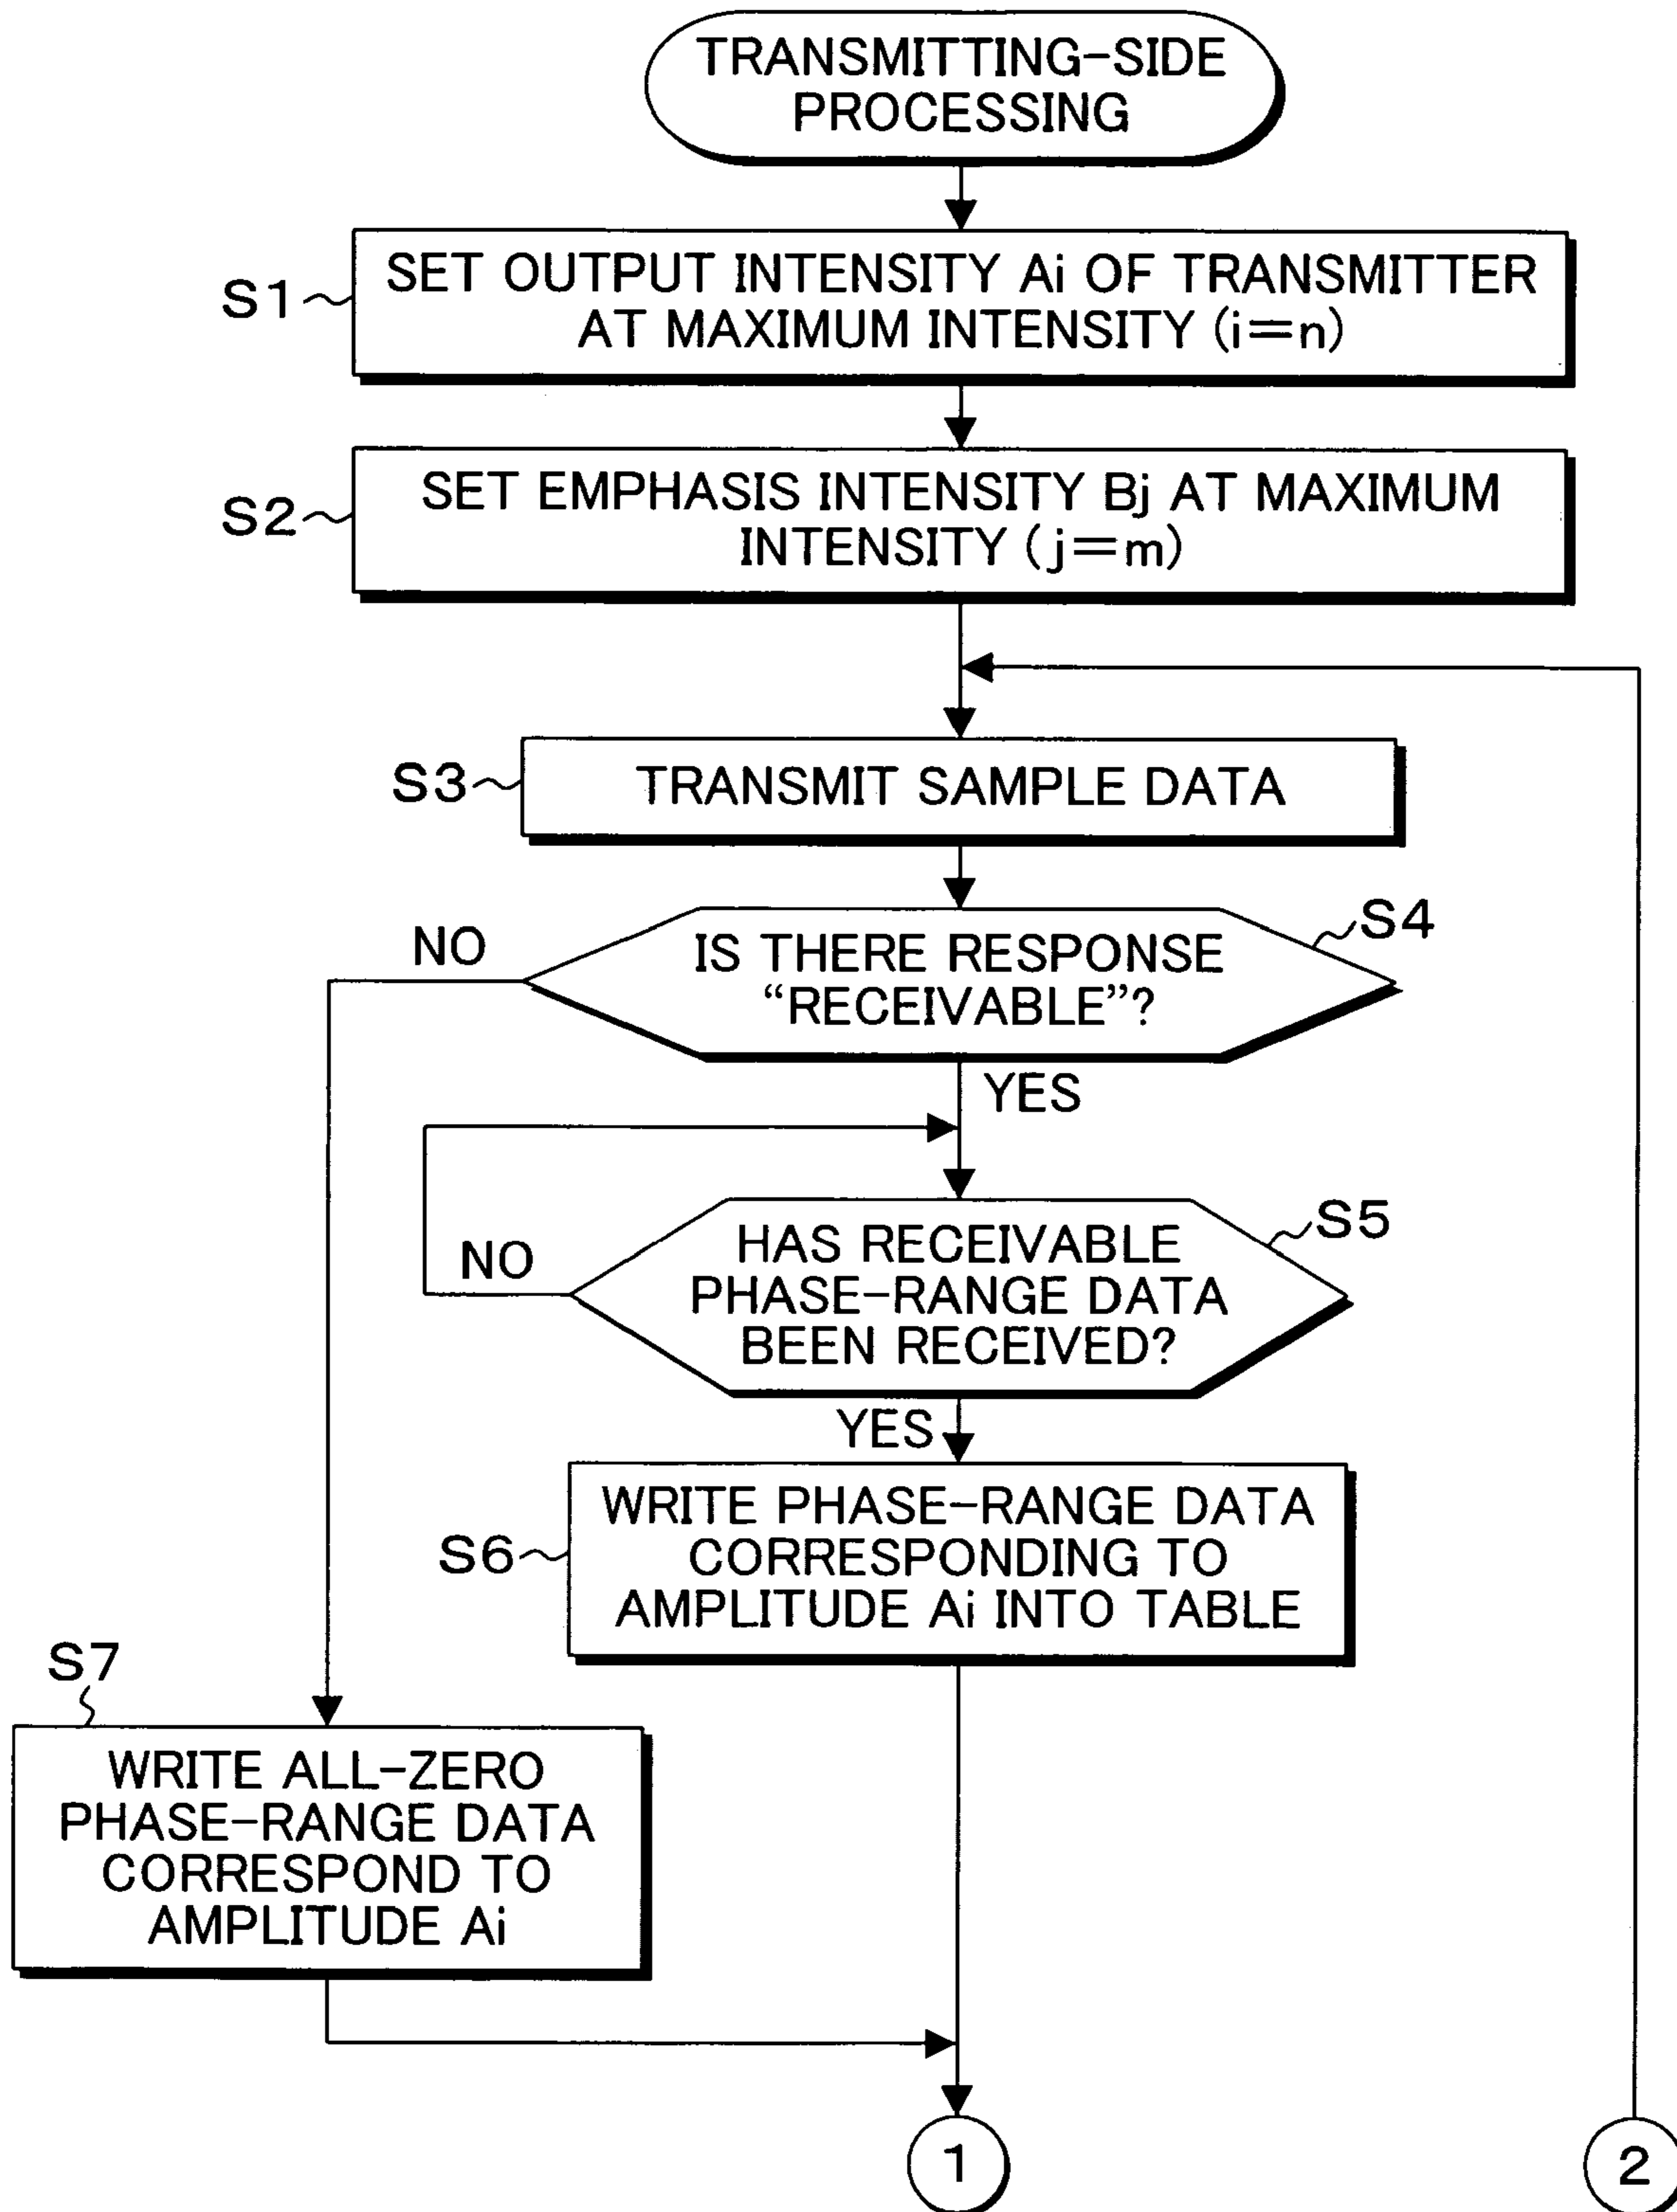 TRANSMITTING-SIDE
PROCESSING
S1
SET OUTPUT INTENSITY Ai OF TRANSMITTER
AT MAXIMUM INTENSITY (i=n)
S2
SET EMPHASIS INTENSITY Bj AT MAXIMUM
INTENSITY (j=m)
S3
TRANSMIT SAMPLE DATA
S4
NO
IS THERE RESPONSE
“RECEIVABLE”?
YES
S5
NO
HAS RECEIVABLE
PHASE-RANGE DATA
BEEN RECEIVED?
YES
S6
WRITE PHASE-RANGE DATA
CORRESPONDING TO
AMPLITUDE Ai INTO TABLE
S7
WRITE ALL-ZERO
PHASE-RANGE DATA
CORRESPOND TO
AMPLITUDE Ai
1
2